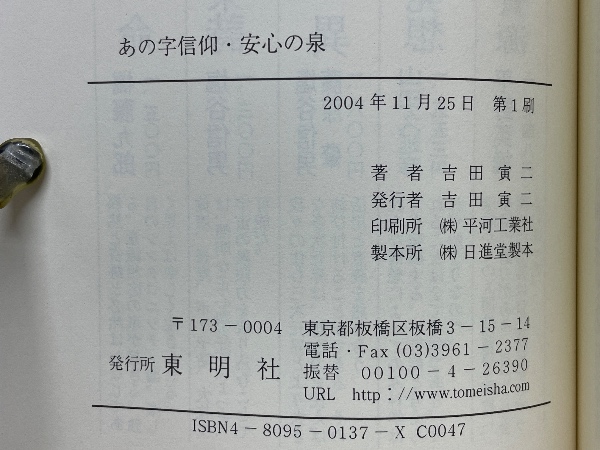 あの字信仰・安心の泉
2004年11月25日 第1刷
著者 吉田寅二
発行者 吉田寅二
印刷所 ㈱ 平河工業社
製本所 ㈱ 日進堂製本
〒173-0004 東京都板橋区板橋3-15-14
電話・Fax (03)3961-2377
発行所 東明社 振替 00100-4-26390
URL http://www.tomeisha.com/
ISBN4-8095-0137-X C0047